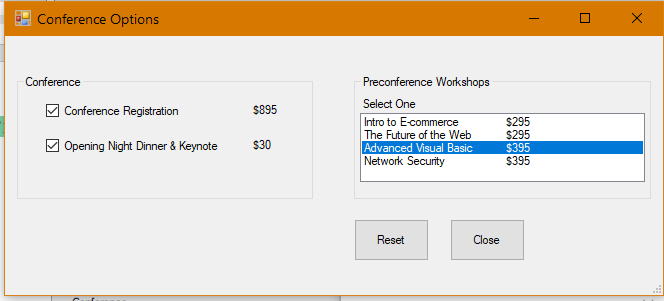 Conference Options
Conference
Conference Registration $895
Opening Night Dinner & Keynote $30
Preconference Workshops
Select One
Intro to E-commerce $295
The Future of the Web $295
Advanced Visual Basic $395
Network Security $395
Reset
Close